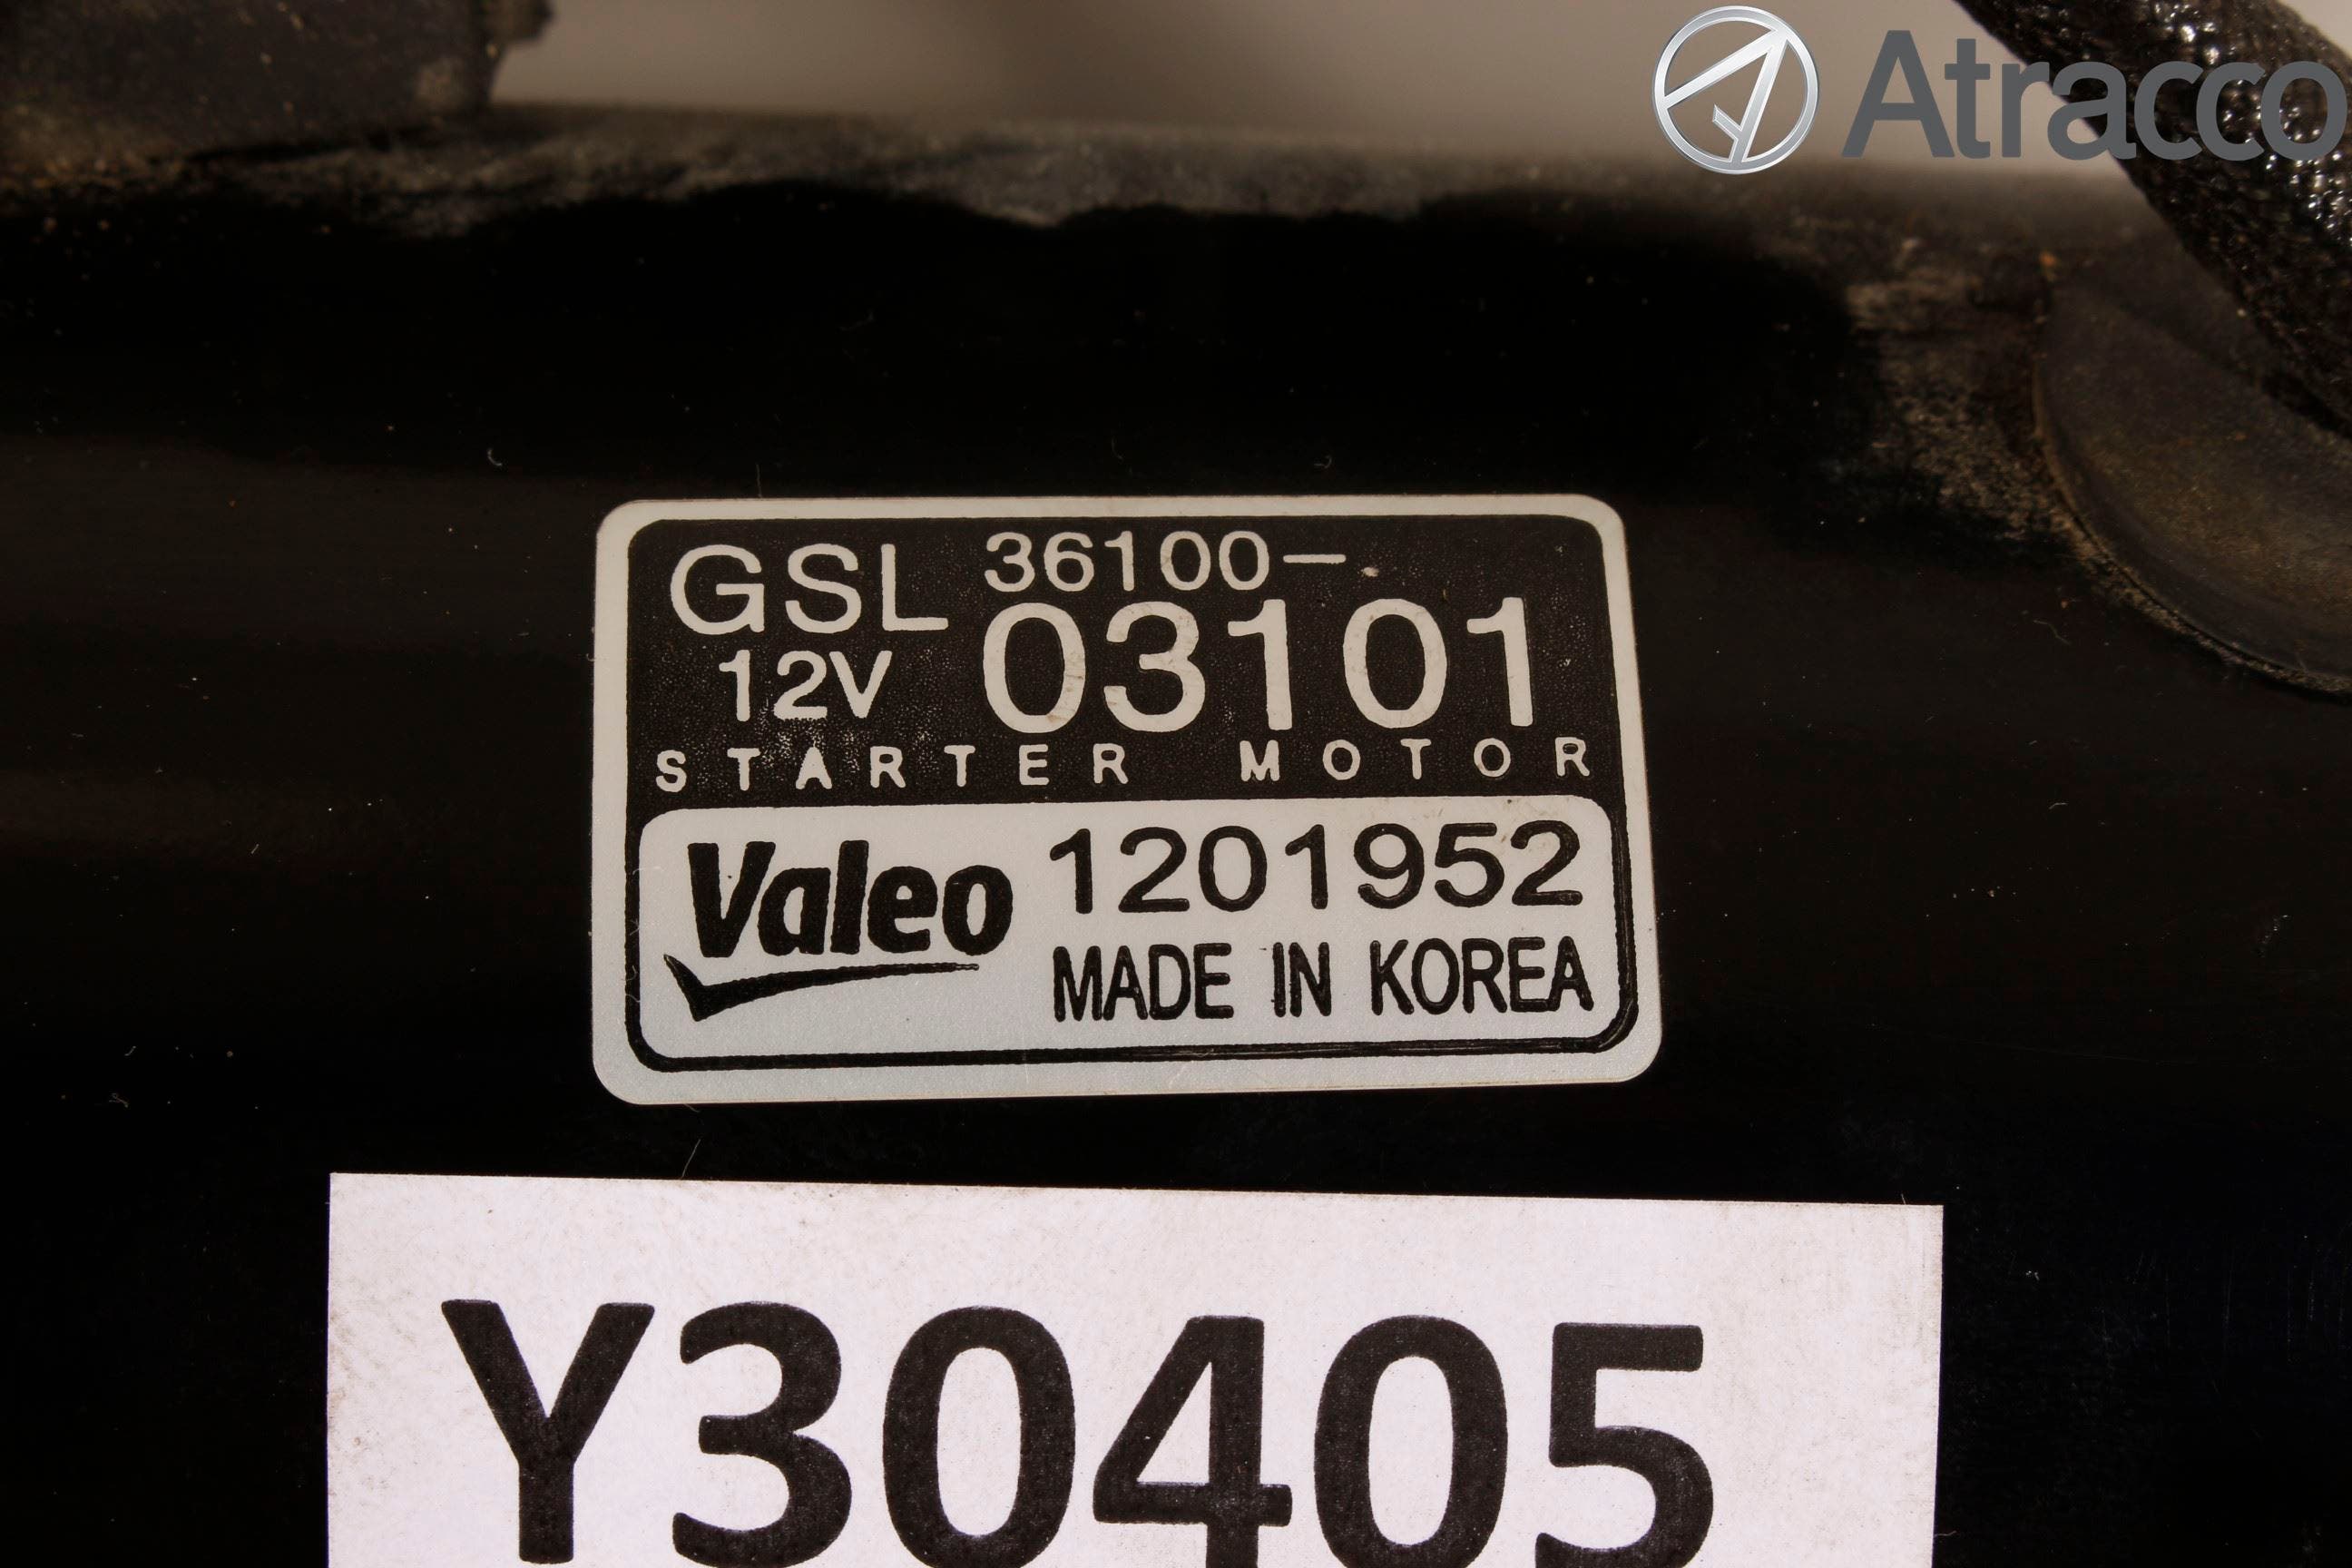 Atracco
GSL 36100-
12V 03101
STARTER MOTOR
Valeo 1201952
MADE IN KOREA
Y30405